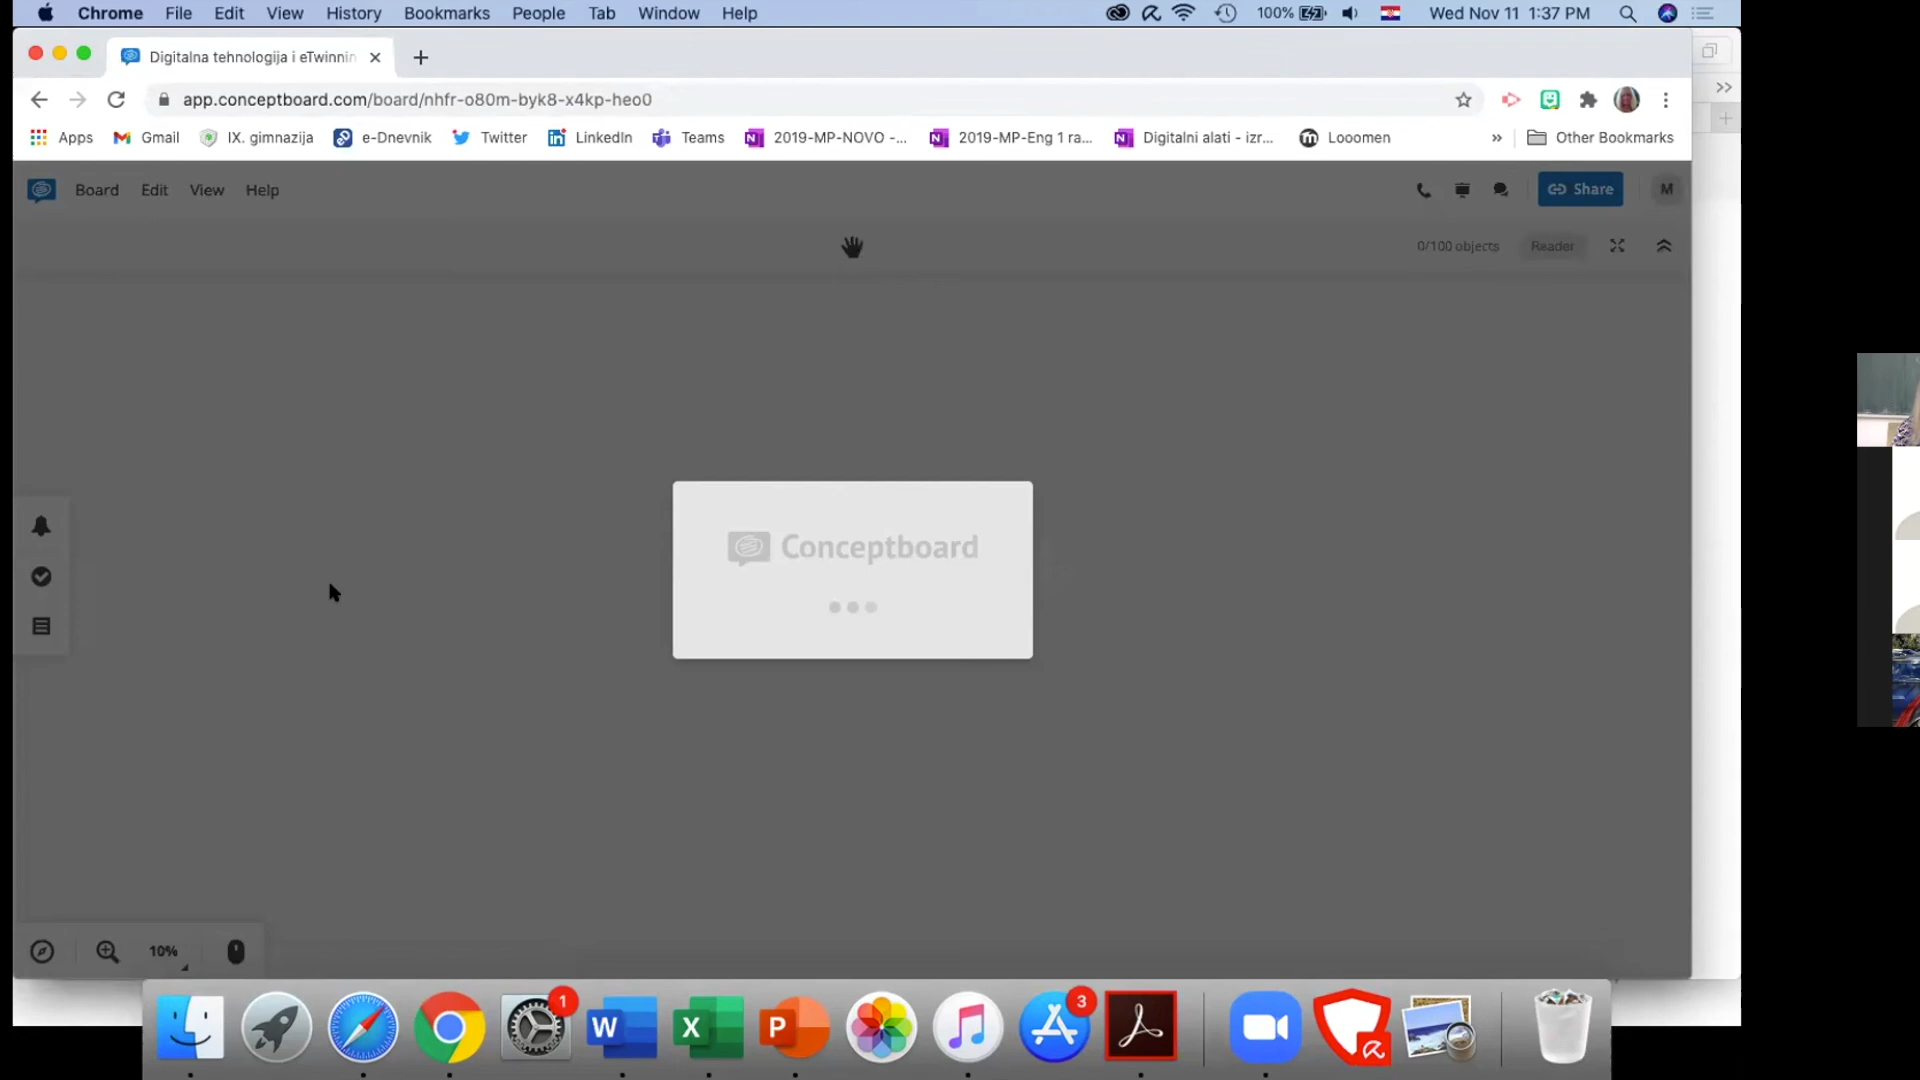 Chrome File Edit View History Bookmarks People Tab Window Help 100% Wed Nov 11 1:37 PM
Digitalna tehnologija i eTwinnin
app.conceptboard.com/board/nhfr-o80m-byk8-x4kp-heo0
Apps Gmail IX. gimnazija e-Dnevnik Twitter LinkedIn Teams 2019-MP-NOVO -... 2019-MP-Eng 1 ra... Digitalni alati - izr... Looomen » Other Bookmarks
Board Edit View Help Share M
0/100 objects Reader
Conceptboard
10%
1 W X P 3